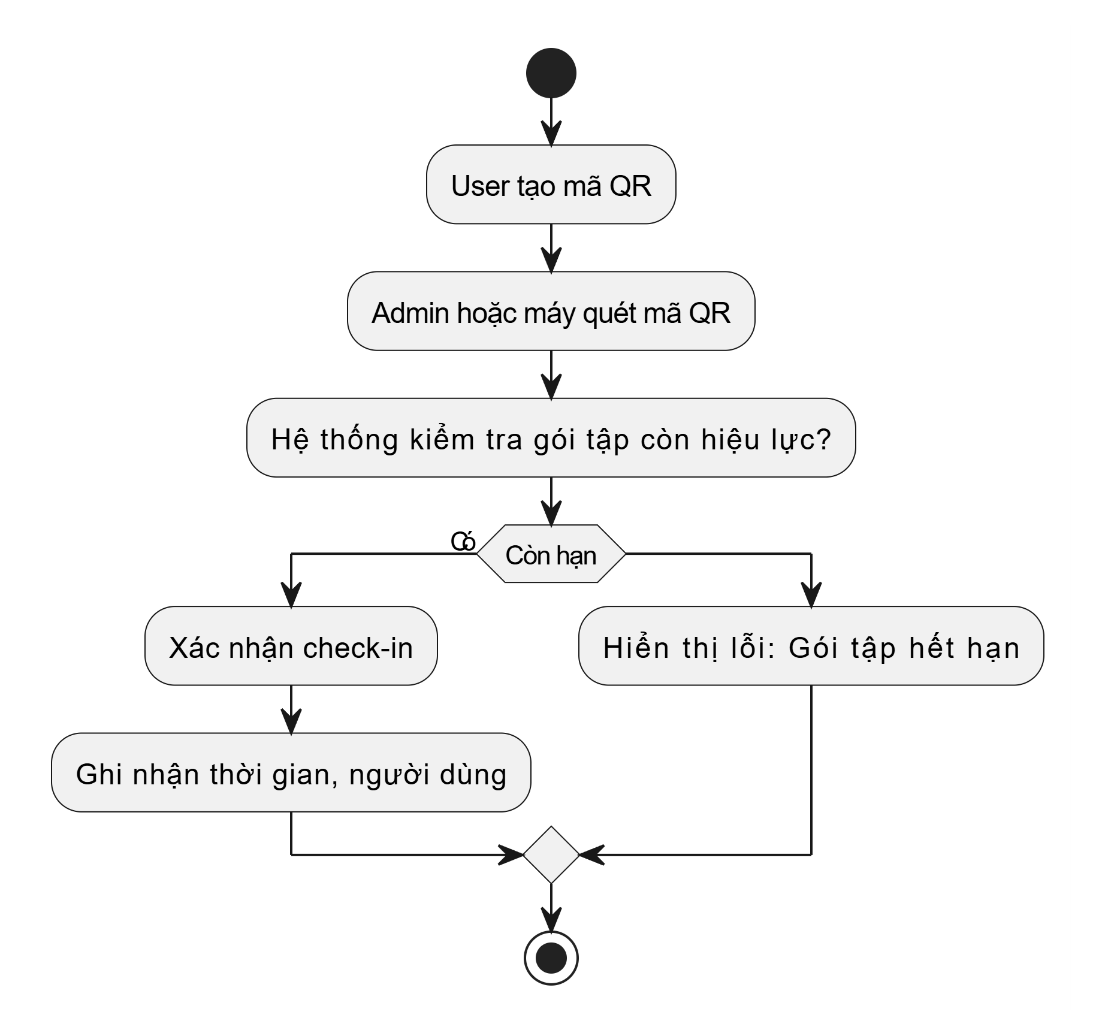 User tạo mã QR
Admin hoặc máy quét mã QR
Hệ thống kiểm tra gói tập còn hiệu lực?
Có
Còn hạn
Xác nhận check-in
Hiển thị lỗi: Gói tập hết hạn
Ghi nhận thời gian, người dùng